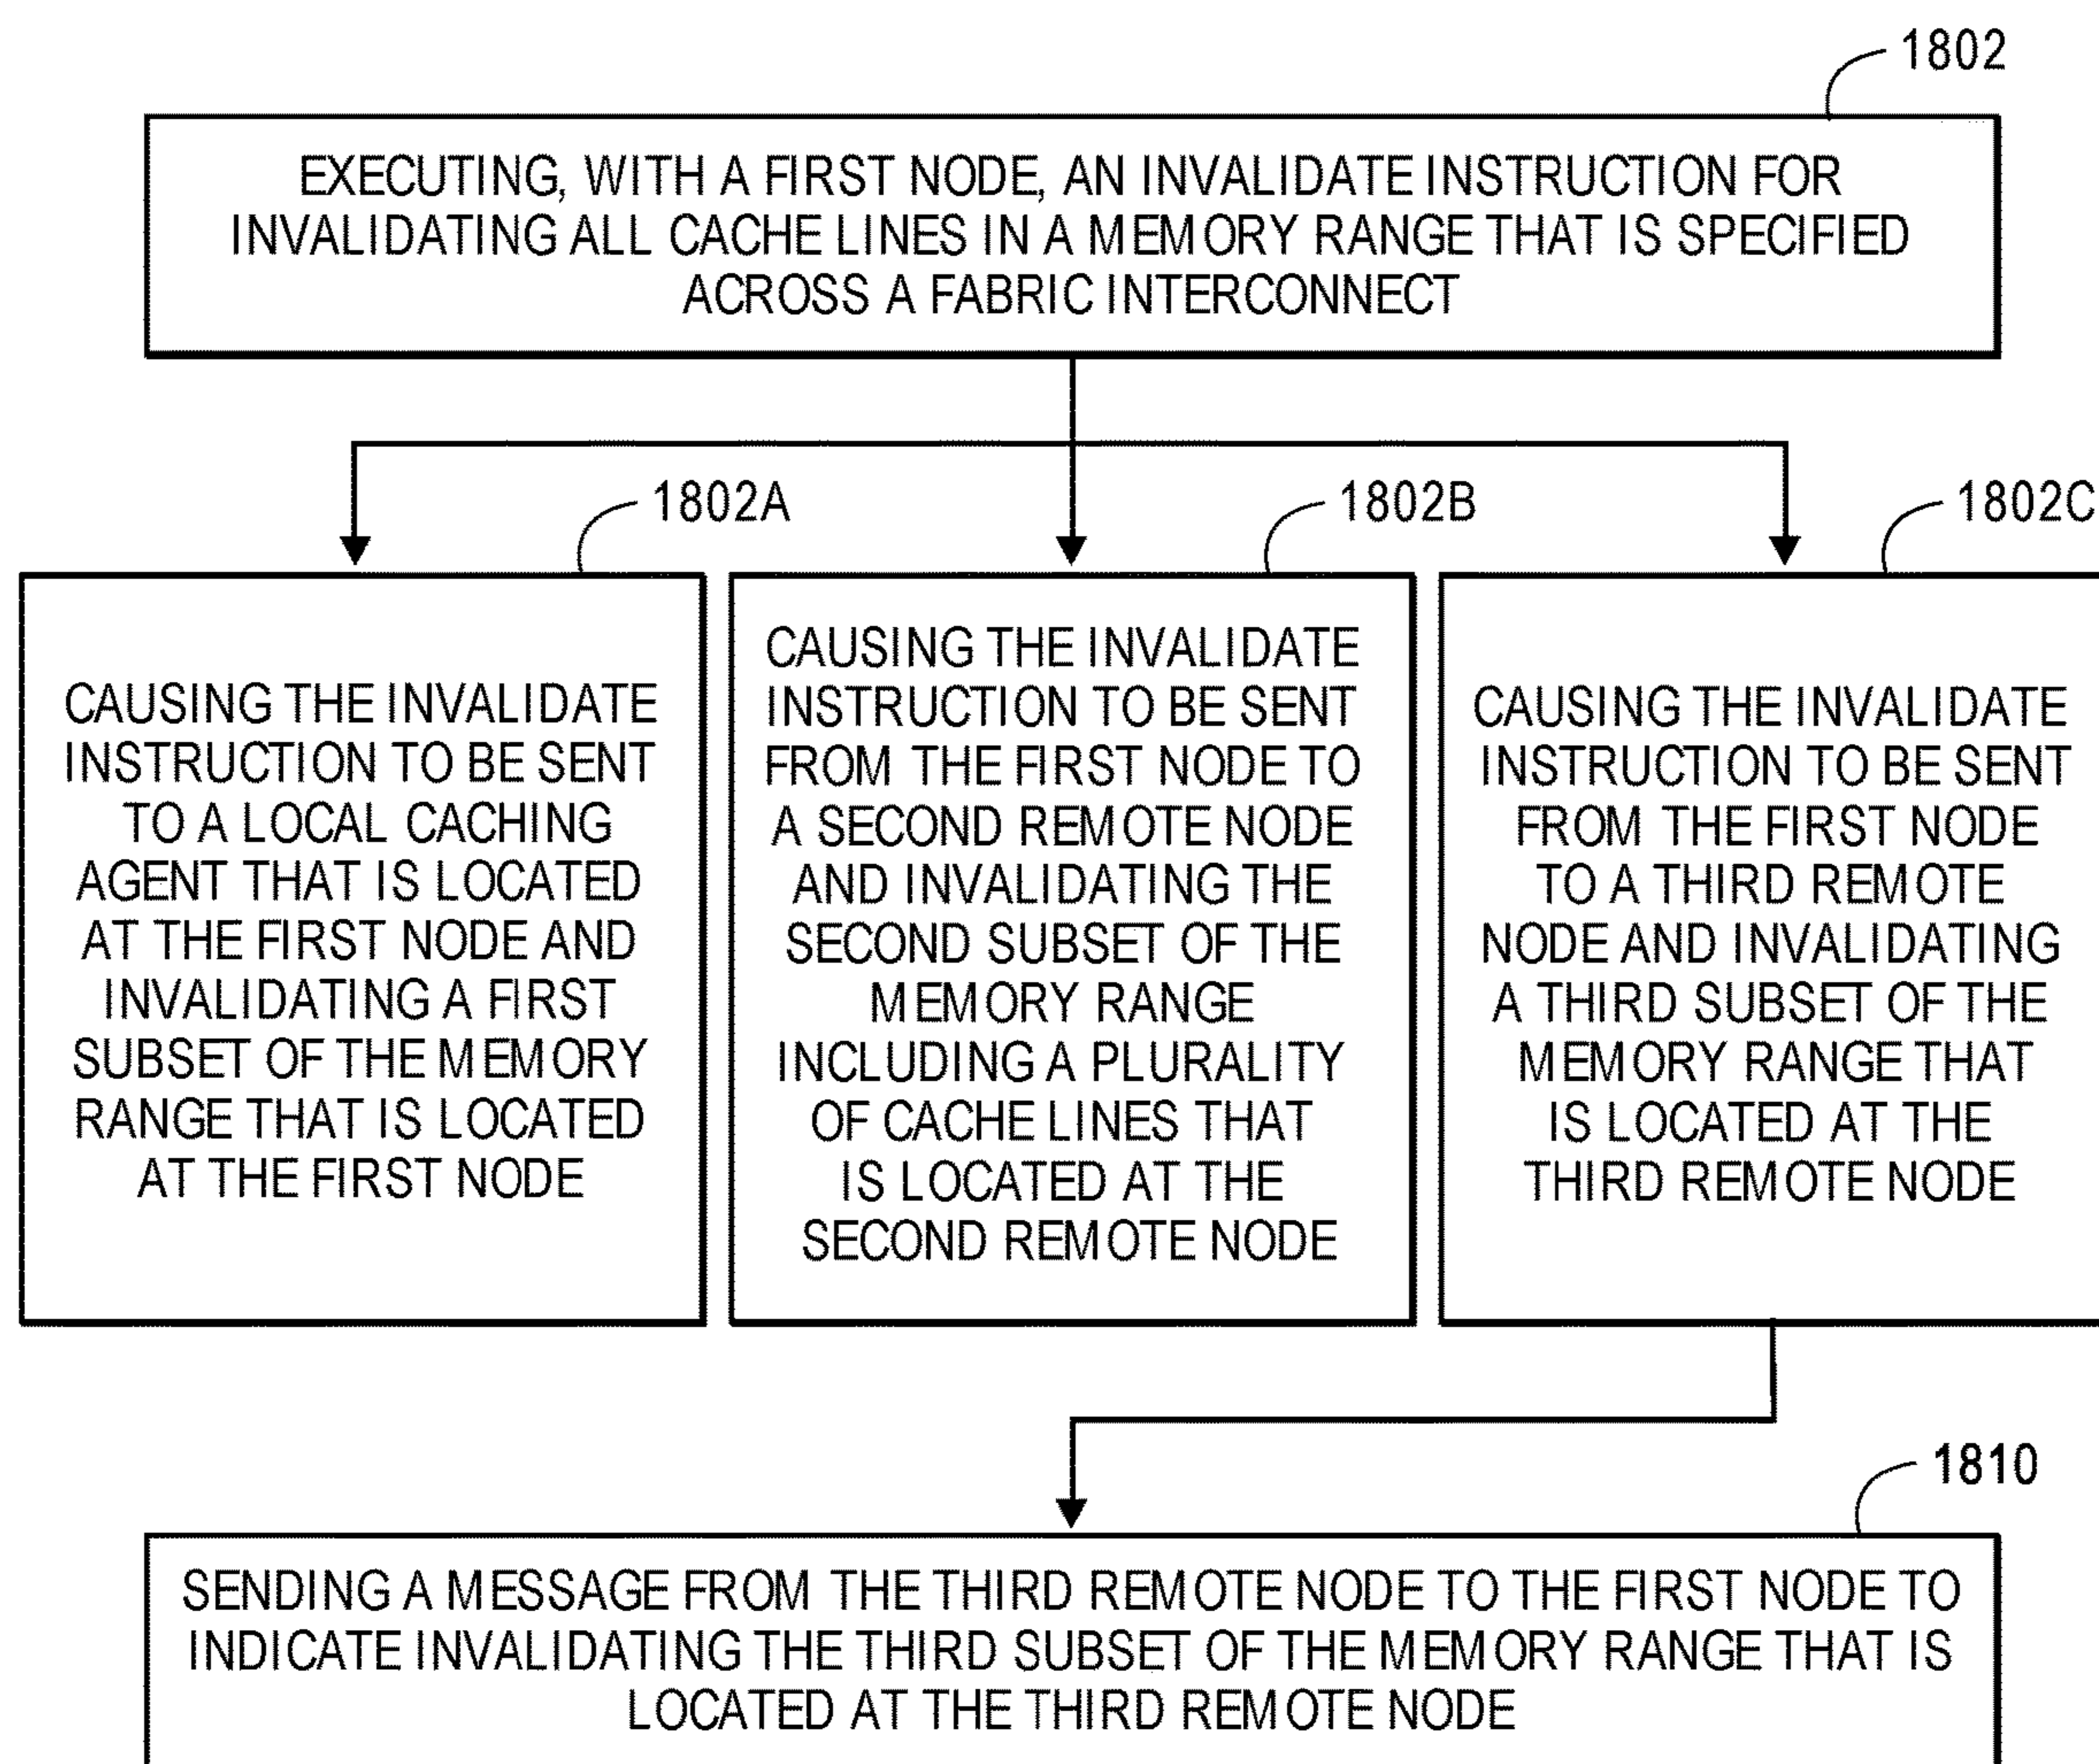 1802
EXECUTING, WITH A FIRST NODE, AN INVALIDATE INSTRUCTION FOR
INVALIDATING ALL CACHE LINES IN A MEMORY RANGE THAT IS SPECIFIED
ACROSS A FABRIC INTERCONNECT
1802A
CAUSING THE INVALIDATE
INSTRUCTION TO BE SENT
TO A LOCAL CACHING
AGENT THAT IS LOCATED
AT THE FIRST NODE AND
INVALIDATING A FIRST
SUBSET OF THE MEMORY
RANGE THAT IS LOCATED
AT THE FIRST NODE
1802B
CAUSING THE INVALIDATE
INSTRUCTION TO BE SENT
FROM THE FIRST NODE TO
A SECOND REMOTE NODE
AND INVALIDATING THE
SECOND SUBSET OF THE
MEMORY RANGE
INCLUDING A PLURALITY
OF CACHE LINES THAT
IS LOCATED AT THE
SECOND REMOTE NODE
1802C
CAUSING THE INVALIDATE
INSTRUCTION TO BE SENT
FROM THE FIRST NODE
TO A THIRD REMOTE
NODE AND INVALIDATING
A THIRD SUBSET OF THE
MEMORY RANGE THAT
IS LOCATED AT THE
THIRD REMOTE NODE
1810
SENDING A MESSAGE FROM THE THIRD REMOTE NODE TO THE FIRST NODE TO
INDICATE INVALIDATING THE THIRD SUBSET OF THE MEMORY RANGE THAT IS
LOCATED AT THE THIRD REMOTE NODE